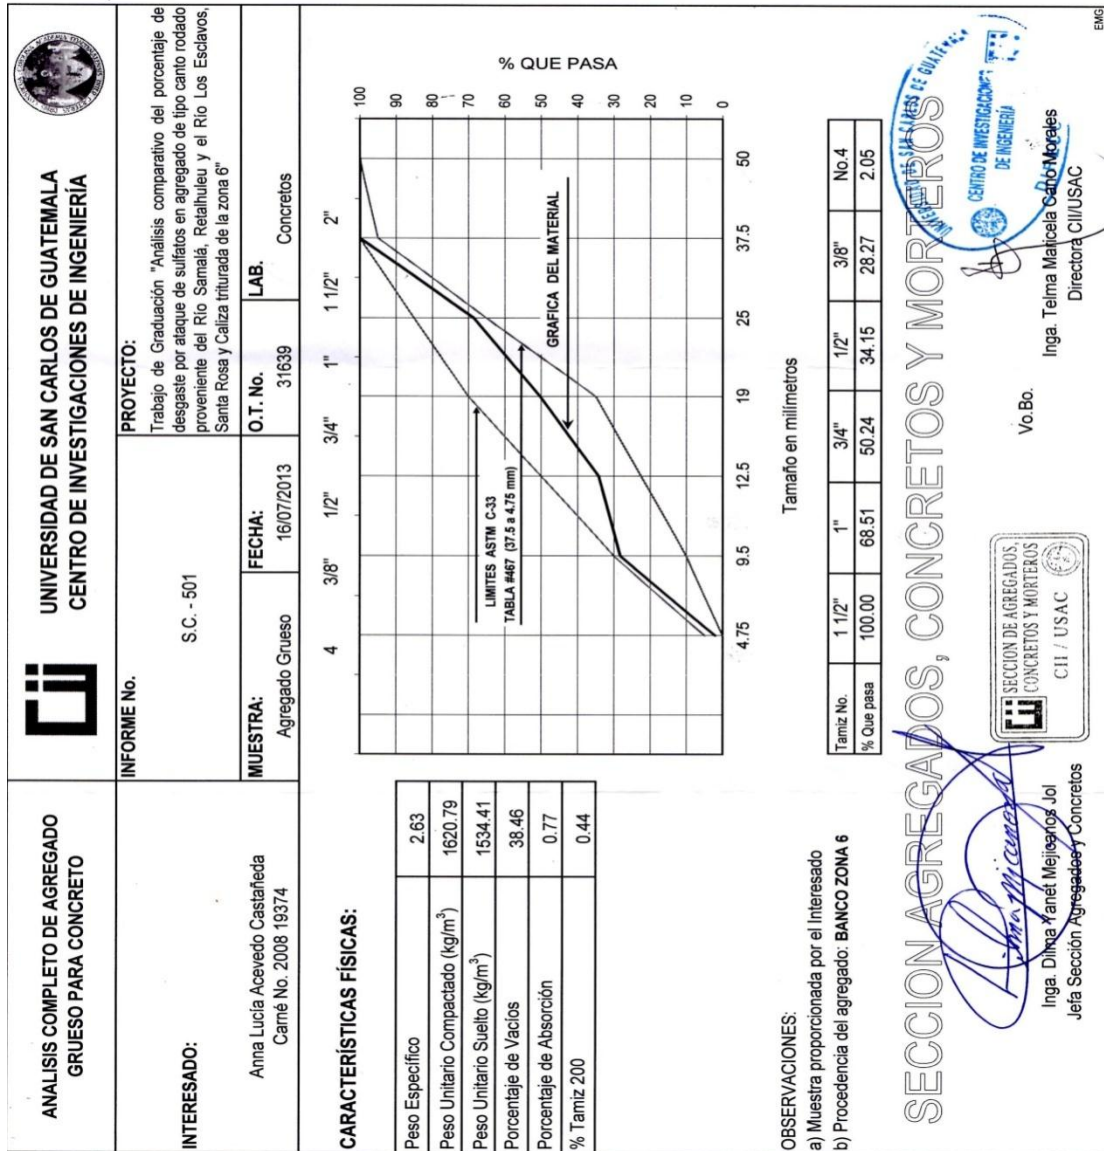 ANALISIS COMPLETO DE AGREGADO
GRUESO PARA CONCRETO
UNIVERSIDAD DE SAN CARLOS DE GUATEMALA
CENTRO DE INVESTIGACIONES DE INGENIERÍA
INTERESADO:
Anna Lucía Acevedo Castañeda
Carné No. 2008 19374
INFORME No.
S.C. - 501
PROYECTO:
Trabajo de Graduación "Análisis comparativo del porcentaje de
desgaste por ataque de sulfatos en agregado de tipo canto rodado
proveniente del Río Samalá, Retalhuleu y el Río Los Esclavos,
Santa Rosa y Caliza triturada de la zona 6"
MUESTRA:
Agregado Grueso
FECHA:
16/07/2013
O.T. No.
31639
LAB.
Concretos
CARACTERÍSTICAS FÍSICAS:
Peso Específico 2.63
Peso Unitario Compactado (kg/m³) 1620.79
Peso Unitario Suelto (kg/m³) 1534.41
Porcentaje de Vacíos 38.46
Porcentaje de Absorción 0.77
% Tamiz 200 0.44
4 3/8" 1/2" 3/4" 1" 1 1/2" 2"
100
90
80
70
60
50
40
30
20
10
0
% QUE PASA
LIMITES ASTM C-33
TABLA #467 (37.5 a 4.75 mm)
GRAFICA DEL MATERIAL
4.75 9.5 12.5 19 25 37.5 50
Tamaño en milímetros
Tamiz No. 1 1/2" 1" 3/4" 1/2" 3/8" No.4
% Que pasa 100.00 68.51 50.24 34.15 28.27 2.05
OBSERVACIONES:
a) Muestra proporcionada por el Interesado
b) Procedencia del agregado: BANCO ZONA 6
SECCION AGREGADOS, CONCRETOS Y MORTEROS
Inga. Dilma Yanet Mejicanos Jol
Jefa Sección Agregados y Concretos
SECCION DE AGREGADOS,
CONCRETOS Y MORTEROS
CII / USAC
Vo.Bo.
UNIVERSIDAD DE SAN CARLOS DE GUATEMALA
CENTRO DE INVESTIGACIONES
DE INGENIERÍA
Inga. Telma Maricela Cano Morales
Directora CII/USAC
EMG